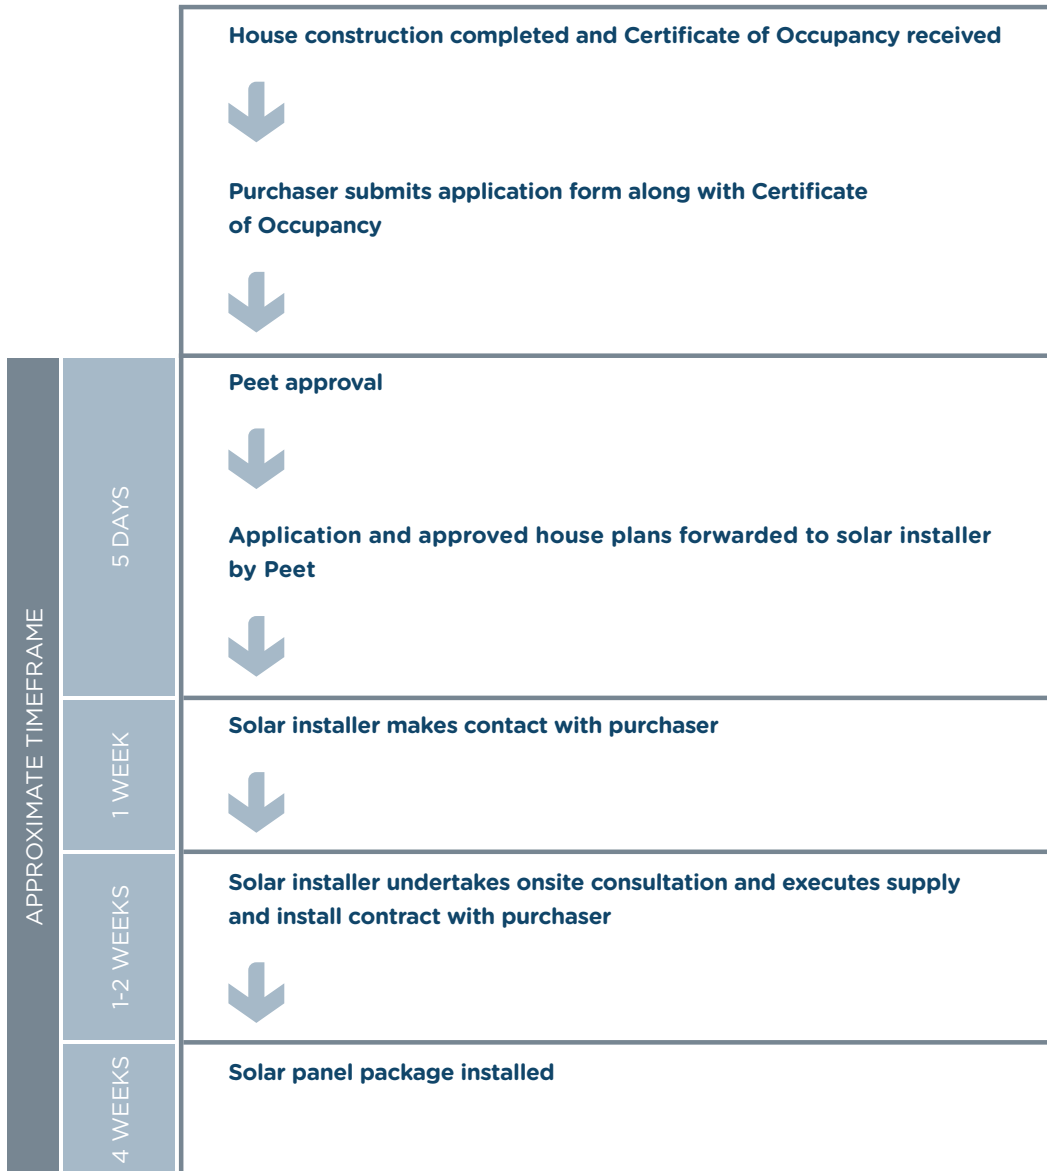 House construction completed and Certificate of Occupancy received
Purchaser submits application form along with Certificate
of Occupancy
APPROXIMATE TIMEFRAME
5 DAYS
Peet approval
Application and approved house plans forwarded to solar installer
by Peet
1 WEEK
Solar installer makes contact with purchaser
1-2 WEEKS
Solar installer undertakes onsite consultation and executes supply
and install contract with purchaser
4 WEEKS
Solar panel package installed